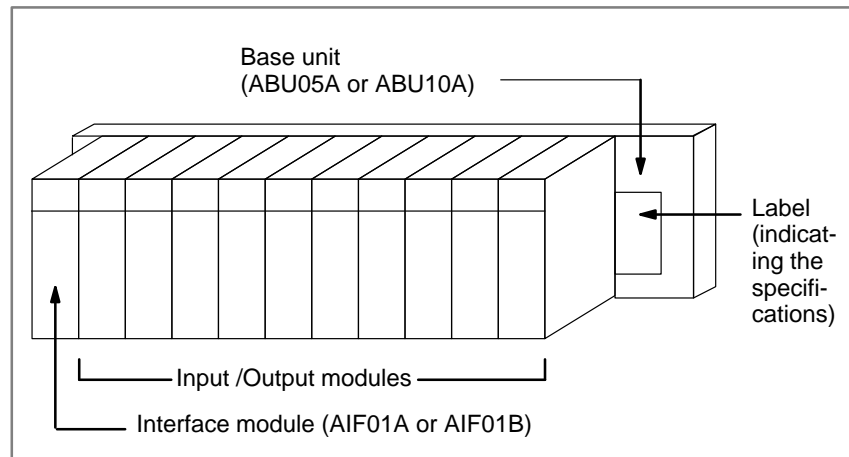 Base unit
(ABU05A or ABU10A)
Label
(indicat-
ing the
specifi-
cations)
Input /Output modules
Interface module (AIF01A or AIF01B)